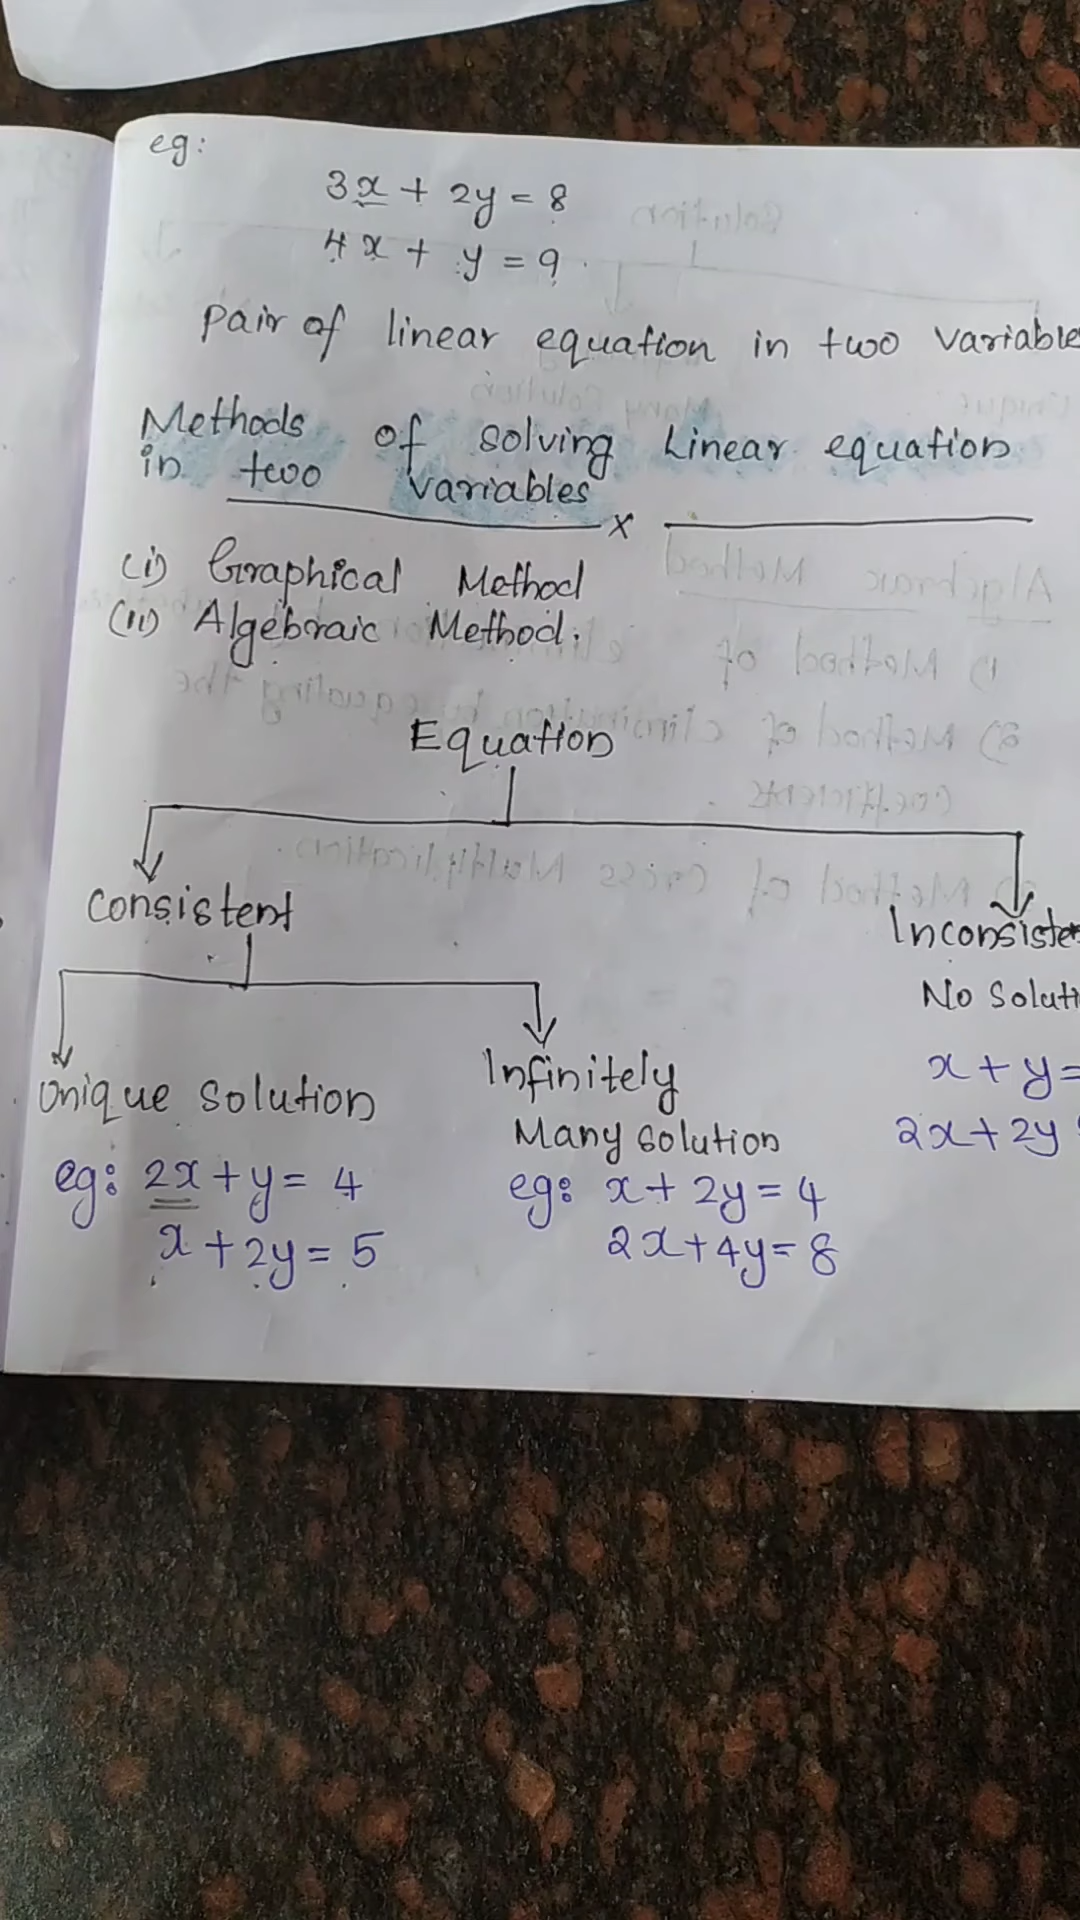 eg:
3x + 2y = 8
4x + y = 9
pair of linear equation in two variable
Methods of solving Linear equation
in two variables
x
(i) Graphical Method
(ii) Algebraic Method.
Equation
Consistent
Inconsiste
No Soluti
Unique Solution
Infinitely
Many Solution
x + y =
2x + 2y
eg: 2x + y = 4
x + 2y = 5
eg: x + 2y = 4
2x + 4y = 8